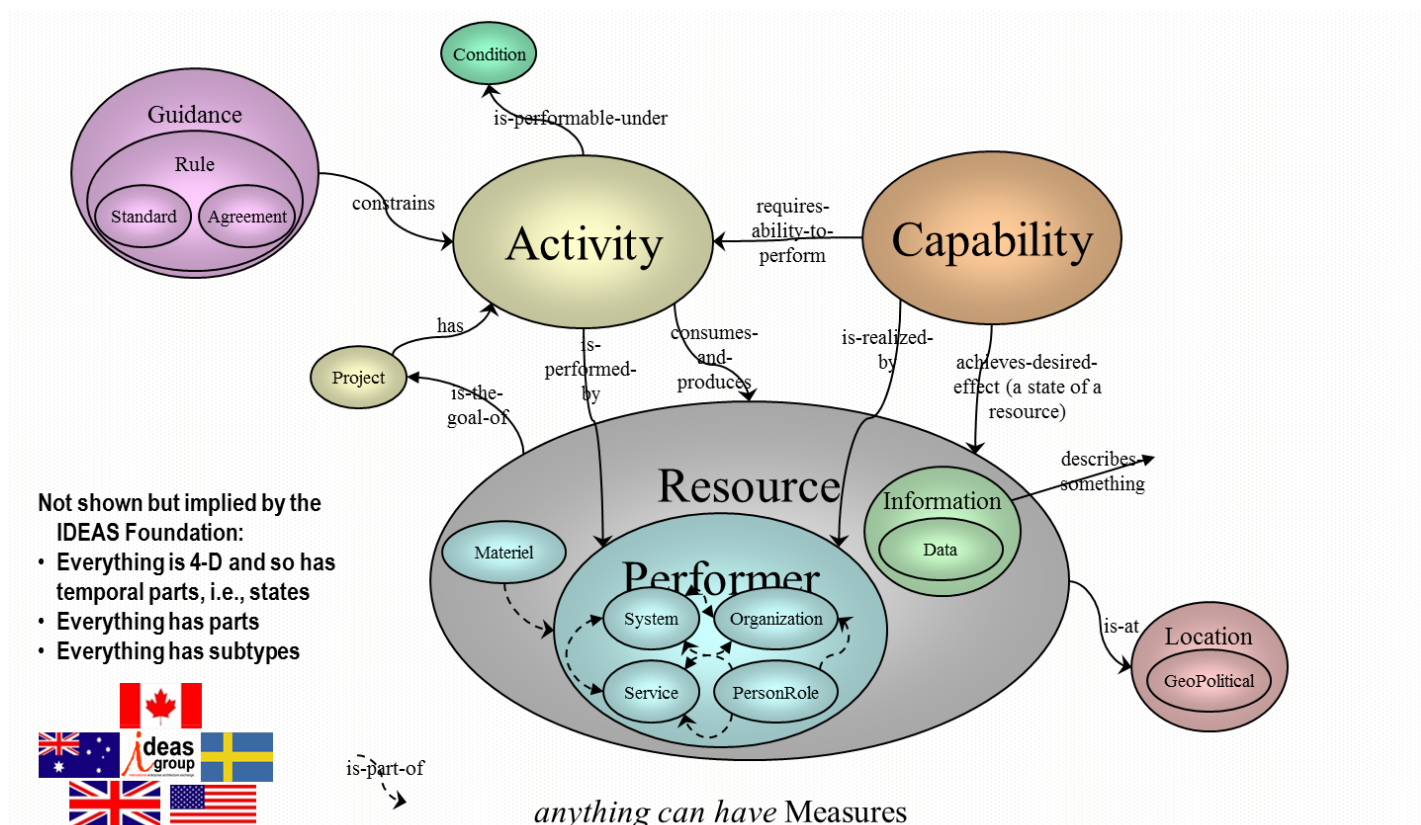 Condition
is-performable-under
Guidance
Rule
Standard
Agreement
constrains
Activity
requires-
ability-to-
perform
Capability
has
Project
is-the-
goal-of
is-
performed-
by
consumes-
and-
produces
is-realized-
by
achieves-desired-
effect (a state of a
resource)
describes-
something
Resource
Information
Data
Materiel
Performer
System
Organization
Service
PersonRole
is-at
Location
GeoPolitical
Not shown but implied by the
IDEAS Foundation:
• Everything is 4-D and so has
temporal parts, i.e., states
• Everything has parts
• Everything has subtypes
ideas
group
is-part-of
anything can have Measures